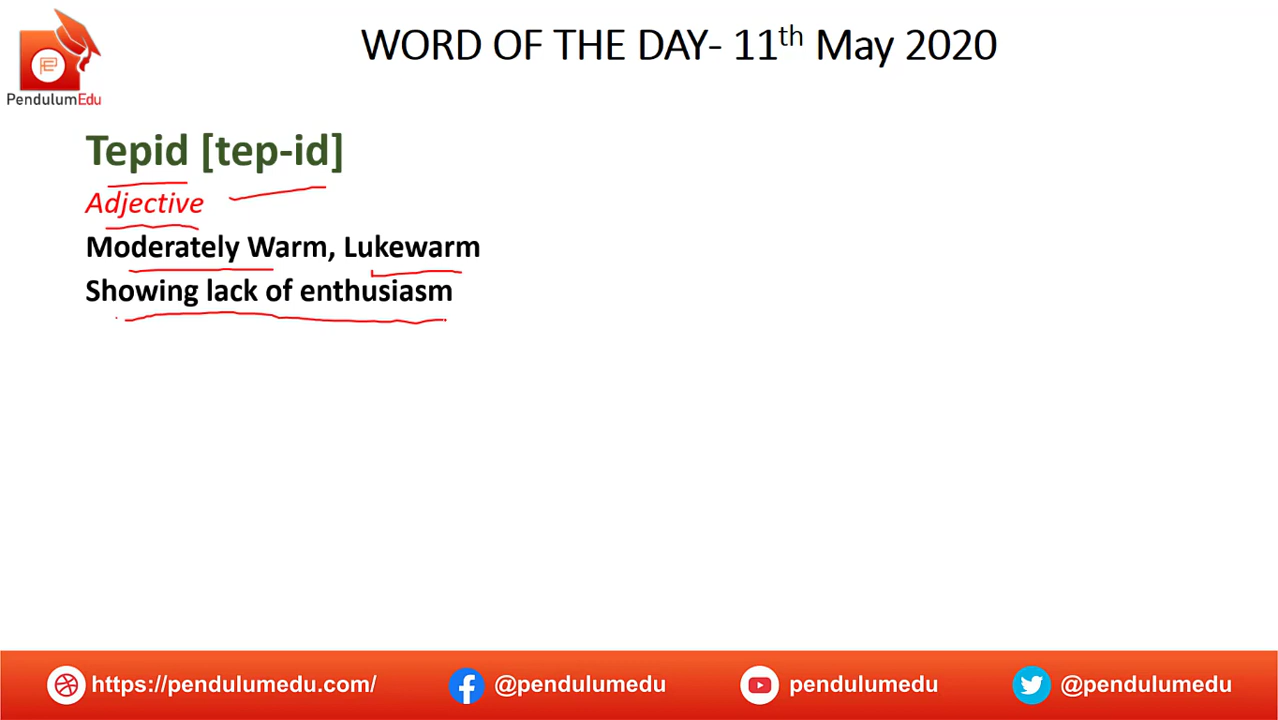 WORD OF THE DAY- 11th May 2020
PendulumEdu
Tepid [tep-id]
Adjective
Moderately Warm, Lukewarm
Showing lack of enthusiasm
https://pendulumedu.com/ @pendulumedu pendulumedu @pendulumedu